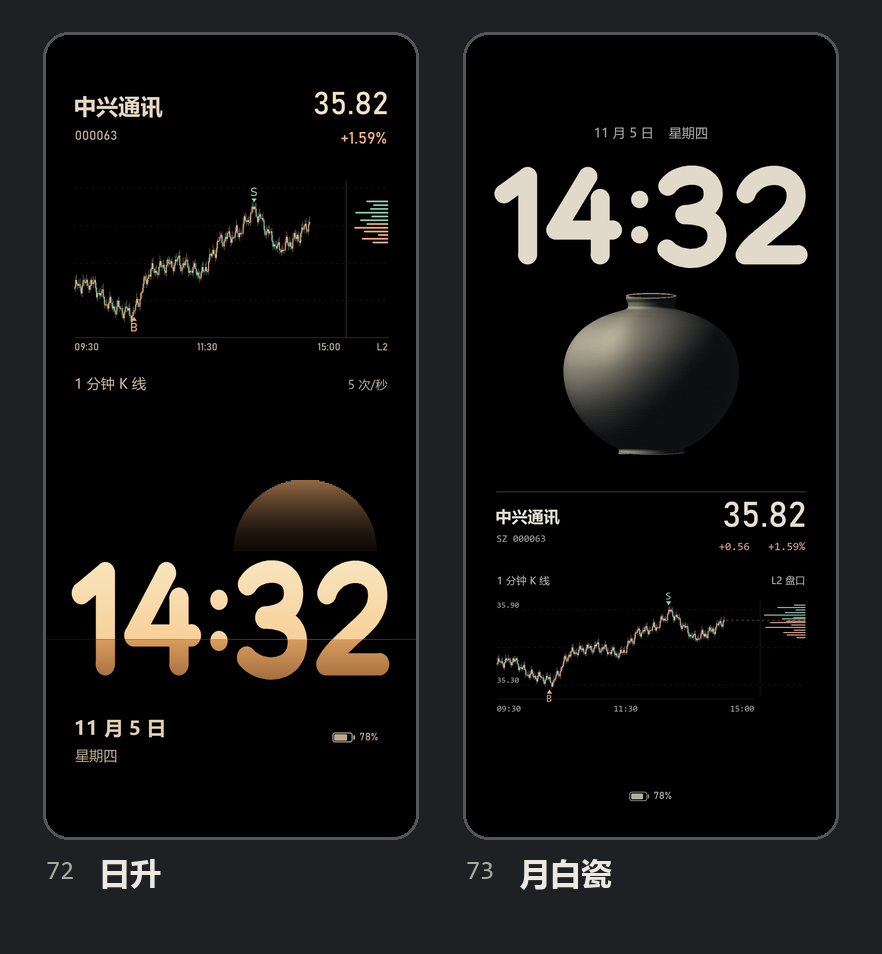 中兴通讯 35.82
000063 +1.59%
S
B
09:30 11:30 15:00 L2
1 分钟 K 线 5 次/秒
14:32
11 月 5 日
星期四
78%
72 日升
11 月 5 日 星期四
14:32
中兴通讯 35.82
SZ 000063 +0.56 +1.59%
1 分钟 K 线 L2 盘口
S
35.90
35.30
B
09:30 11:30 15:00
78%
73 月白瓷